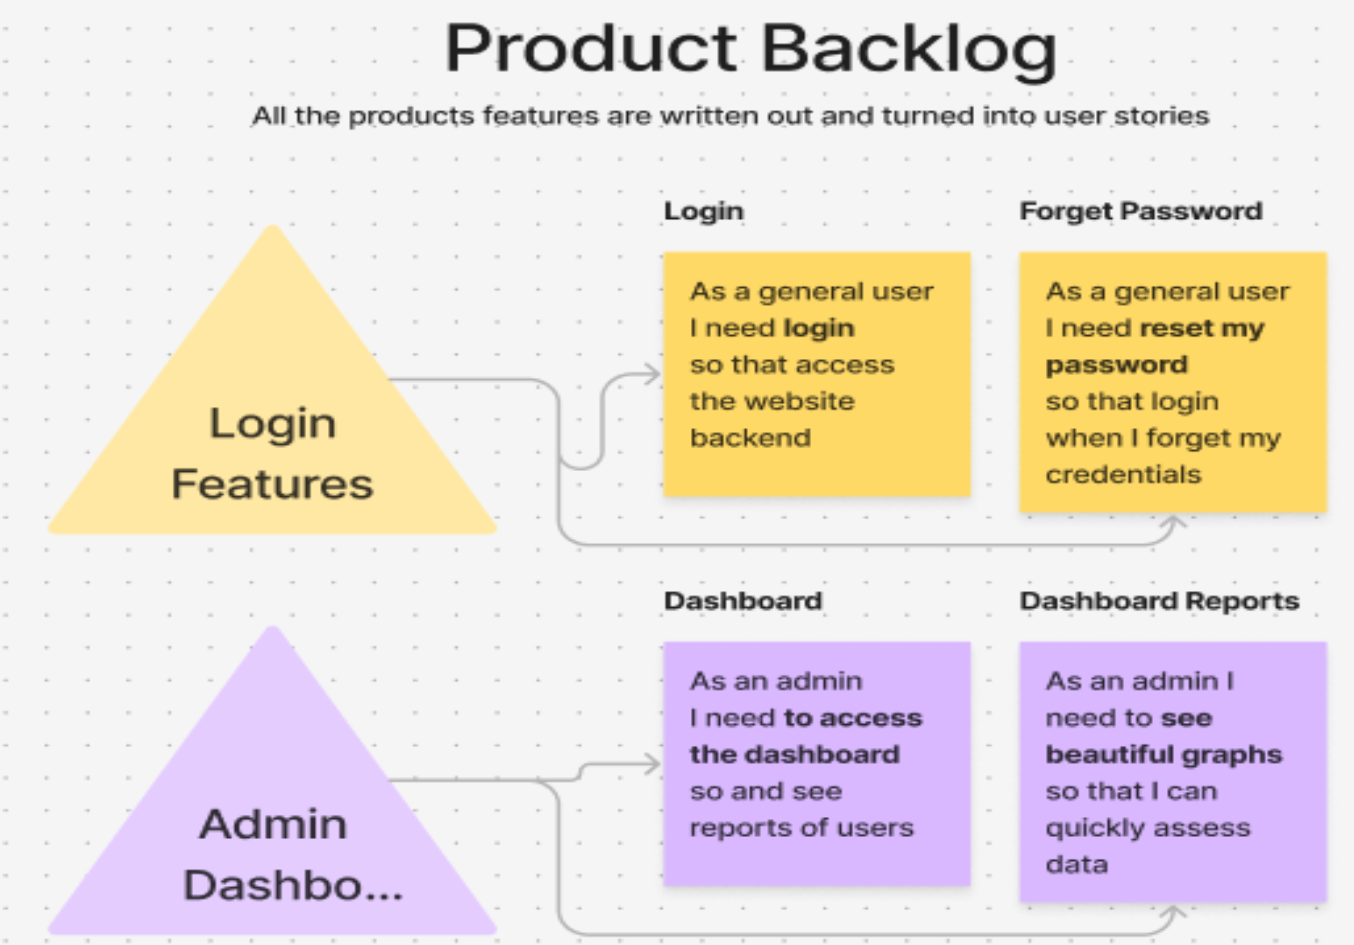 Product Backlog
All the products features are written out and turned into user stories
Login
Features
Login
As a general user
I need login
so that access
the website
backend
Forget Password
As a general user
I need reset my
password
so that login
when I forget my
credentials
Admin
Dashbo...
Dashboard
As an admin
I need to access
the dashboard
so and see
reports of users
Dashboard Reports
As an admin I
need to see
beautiful graphs
so that I can
quickly assess
data